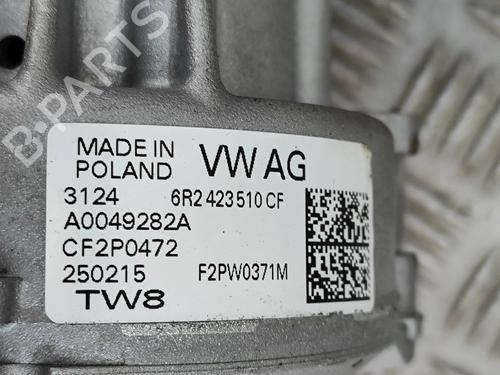 B-PARTS
MADE IN
POLAND
VW AG
3124 6R2 423 510 CF
A0049282A
CF2P0472
250215 F2PW0371M
TW8